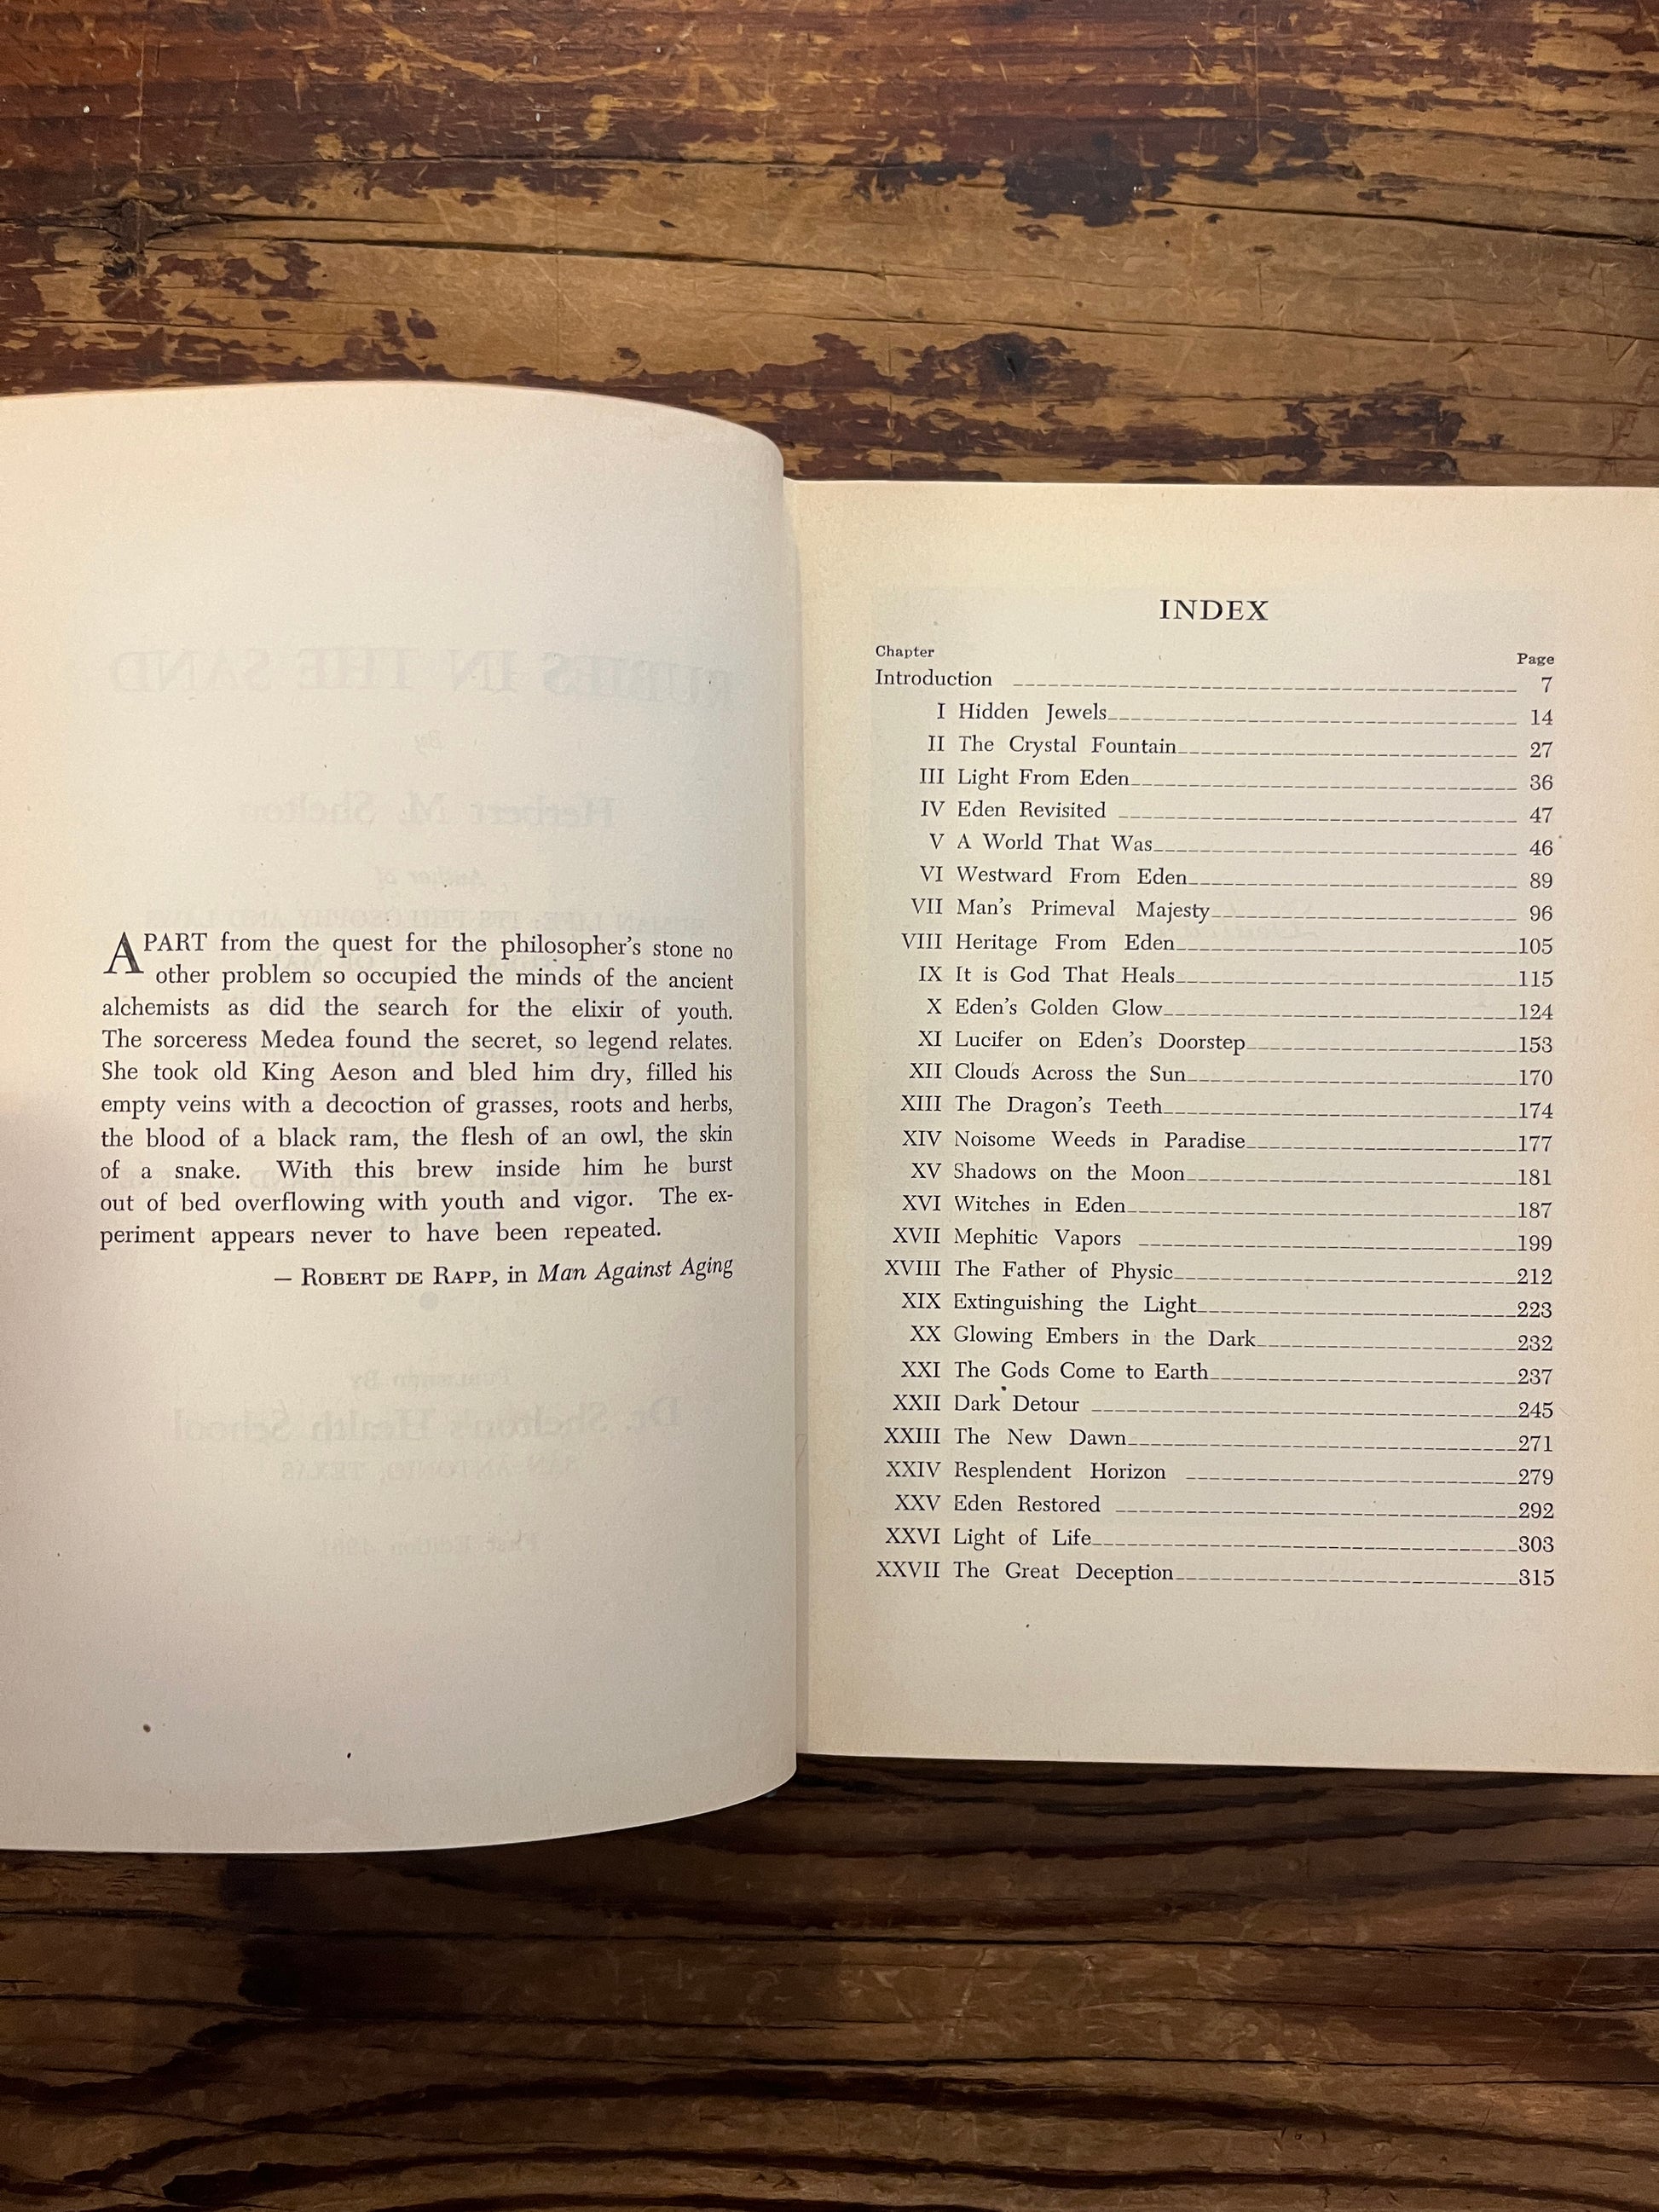 APART from the quest for the philosopher's stone no
other problem so occupied the minds of the ancient
alchemists as did the search for the elixir of youth.
The sorceress Medea found the secret, so legend relates.
She took old King Aeson and bled him dry, filled his
empty veins with a decoction of grasses, roots and herbs,
the blood of a black ram, the flesh of an owl, the skin
of a snake. With this brew inside him he burst
out of bed overflowing with youth and vigor. The ex-
periment appears never to have been repeated.
— ROBERT DE RAPP, in Man Against Aging
INDEX
Chapter Page
Introduction 7
I Hidden Jewels 14
II The Crystal Fountain 27
III Light From Eden 36
IV Eden Revisited 47
V A World That Was 46
VI Westward From Eden 89
VII Man's Primeval Majesty 96
VIII Heritage From Eden 105
IX It is God That Heals 115
X Eden's Golden Glow 124
XI Lucifer on Eden's Doorstep 153
XII Clouds Across the Sun 170
XIII The Dragon's Teeth 174
XIV Noisome Weeds in Paradise 177
XV Shadows on the Moon 181
XVI Witches in Eden 187
XVII Mephitic Vapors 199
XVIII The Father of Physic 212
XIX Extinguishing the Light 223
XX Glowing Embers in the Dark 232
XXI The Gods Come to Earth 237
XXII Dark Detour 245
XXIII The New Dawn 271
XXIV Resplendent Horizon 279
XXV Eden Restored 292
XXVI Light of Life 303
XXVII The Great Deception 315